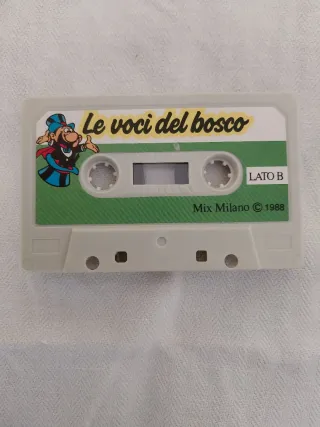 Le voci del bosco
LATO B
Mix Milano © 1988